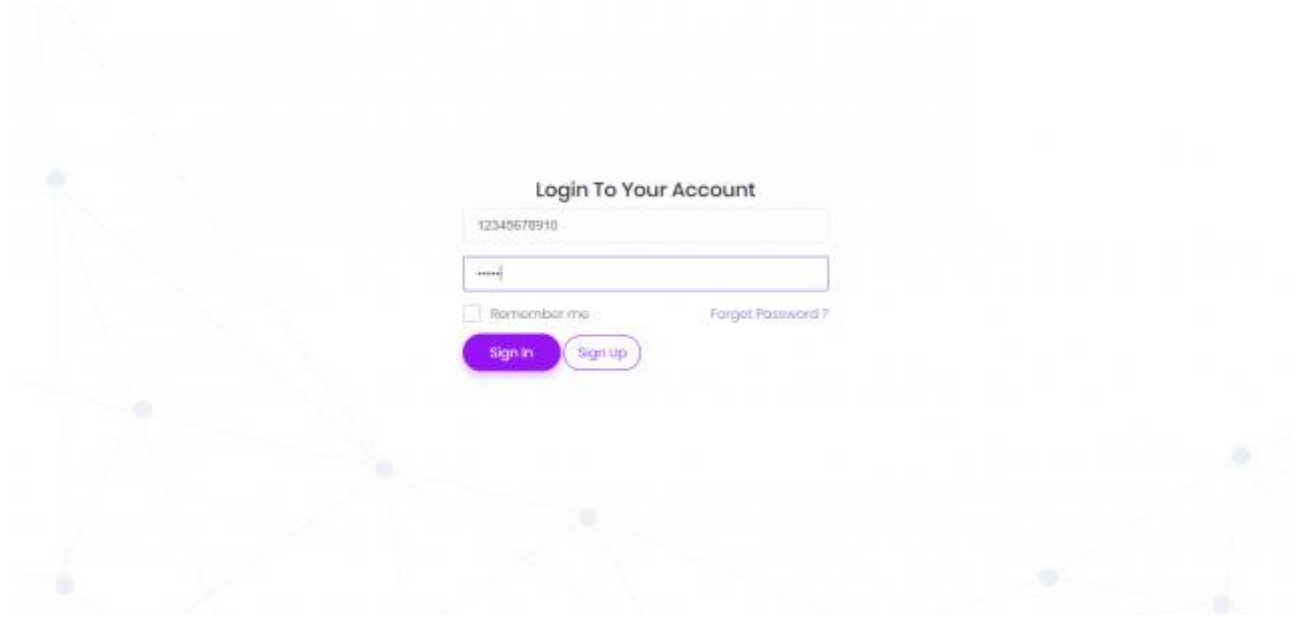 Login To Your Account
12345678910
•••••
Remember me Forget Password ?
Sign In Sign Up